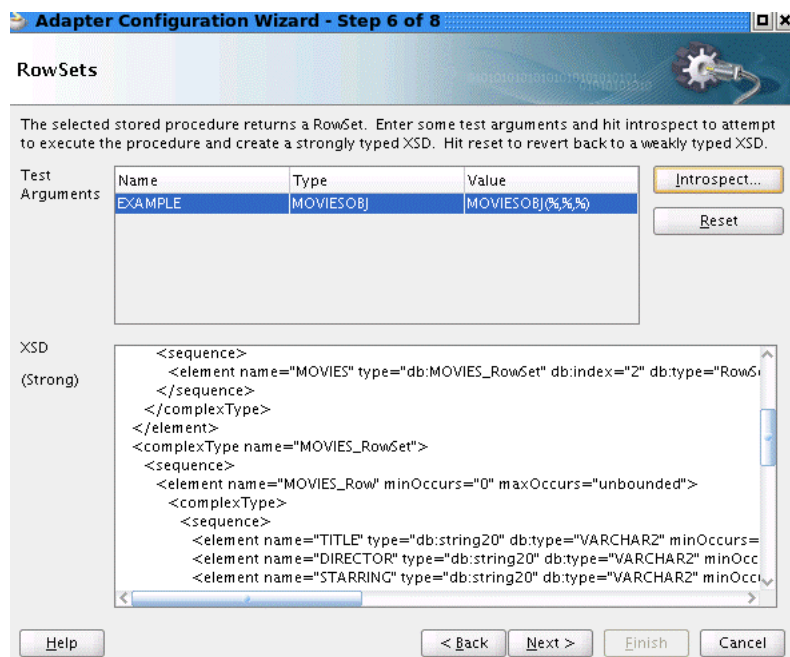 Adapter Configuration Wizard - Step 6 of 8
RowSets
The selected stored procedure returns a RowSet. Enter some test arguments and hit introspect to attempt
to execute the procedure and create a strongly typed XSD. Hit reset to revert back to a weakly typed XSD.
Test
Arguments
Name Type Value
EXAMPLE MOVIESOBJ MOVIESOBJ(%,%,%)
Introspect...
Reset
XSD
(Strong)
<sequence>
<element name="MOVIES" type="db:MOVIES_RowSet" db:index="2" db:type="RowS
</sequence>
</complexType>
</element>
<complexType name="MOVIES_RowSet">
<sequence>
<element name="MOVIES_Row" minOccurs="0" maxOccurs="unbounded">
<complexType>
<sequence>
<element name="TITLE" type="db:string20" db:type="VARCHAR2" minOccurs=
<element name="DIRECTOR" type="db:string20" db:type="VARCHAR2" minOcc
<element name="STARRING" type="db:string20" db:type="VARCHAR2" minOcc
Help < Back Next > Finish Cancel